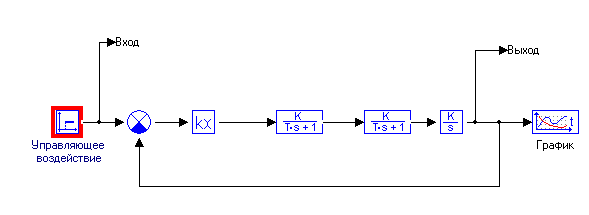 Вход
Выход
kx
K
T·s + 1
K
T·s + 1
K
s
t
Управляющее
воздействие
График